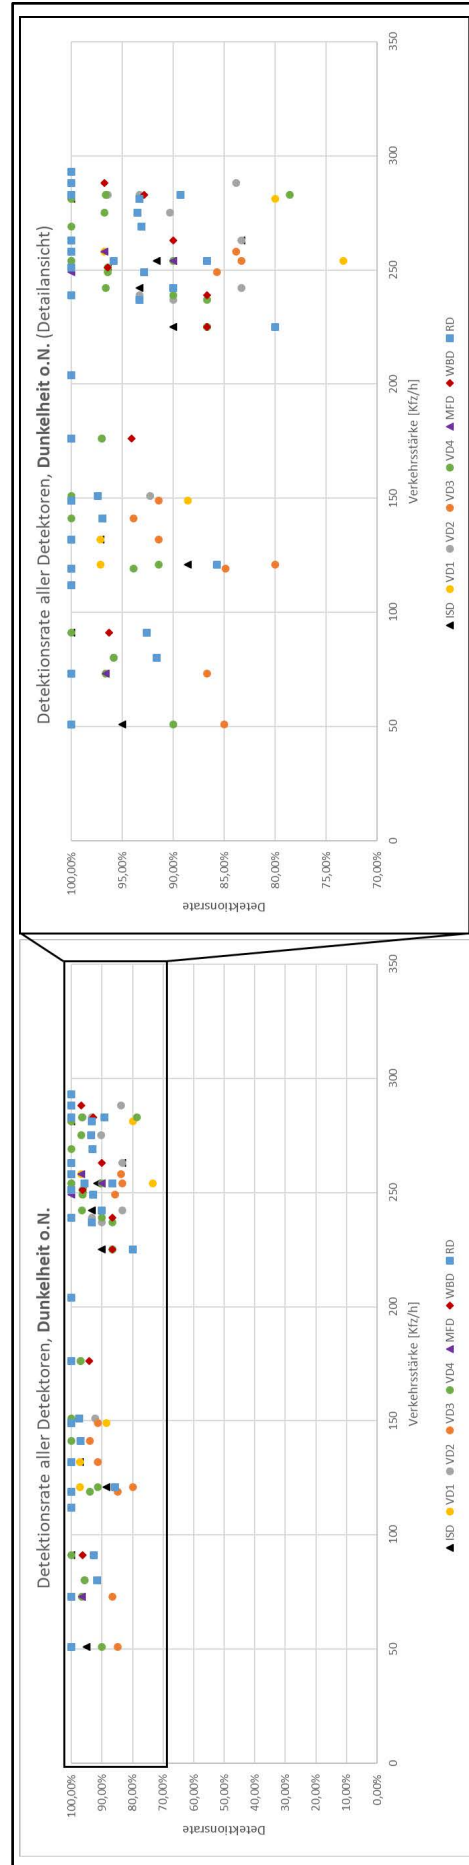 Detektionsrate aller Detektoren, Dunkelheit o.N.
100,00%
90,00%
80,00%
70,00%
60,00%
50,00%
40,00%
30,00%
20,00%
10,00%
0,00%
Detektionsrate
0 50 100 150 200 250 300 350
Verkehrsstärke [Kfz/h]
ISD VD1 VD2 VD3 VD4 MFD WBD RD
Detektionsrate aller Detektoren, Dunkelheit o.N. (Detailansicht)
100,00%
95,00%
90,00%
85,00%
80,00%
75,00%
70,00%
Detektionsrate
0 50 100 150 200 250 300 350
Verkehrsstärke [Kfz/h]
ISD VD1 VD2 VD3 VD4 MFD WBD RD